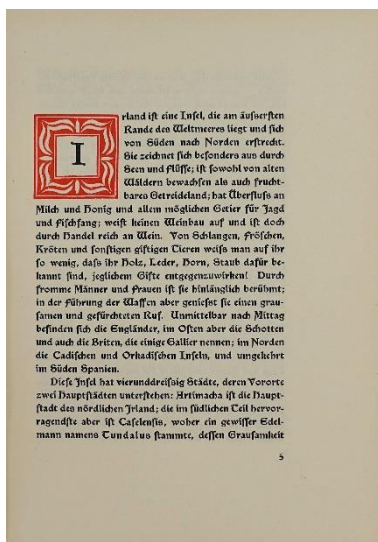 Irland ist eine Insel, die am äußersten
Rande des Weltmeeres liegt und sich
von Süden nach Norden erstreckt.
Sie zeichnet sich besonders aus durch
Seen und Flüsse; ist sowohl von alten
Wäldern bewachsen als auch frucht-
bares Getreideland; hat Überfluß an
Milch und Honig und allem möglichen Getier für Jagd
und Fischfang; weist keinen Weinbau auf und ist doch
durch Handel reich an Wein. Von Schlangen, Fröschen,
Kröten und sonstigen giftigen Tieren weiß man auf ihr
so wenig, daß ihr Holz, Leder, Horn, Staub dafür be-
kannt sind, jeglichem Gifte entgegenzuwirken! Durch
fromme Männer und Frauen ist sie hinlänglich berühmt;
in der Führung der Waffen aber genießt sie einen grau-
samen und gefürchteten Ruf. Unmittelbar nach Mittag
befinden sich die Engländer, im Osten aber die Schotten
und auch die Briten, die einige Gallier nennen; im Norden
die Cadischen und Orkadischen Inseln, und umgekehrt
im Süden Spanien.
Diese Insel hat vierunddreißig Städte, deren Vororte
zwei Hauptstädten unterstehen: Artimacha ist die Haupt-
stadt des nördlichen Irland; die im südlichen Teil hervor-
ragendste aber ist Caselensis, woher ein gewisser Edel-
mann namens Tundalus stammte, dessen Grausamkeit
5